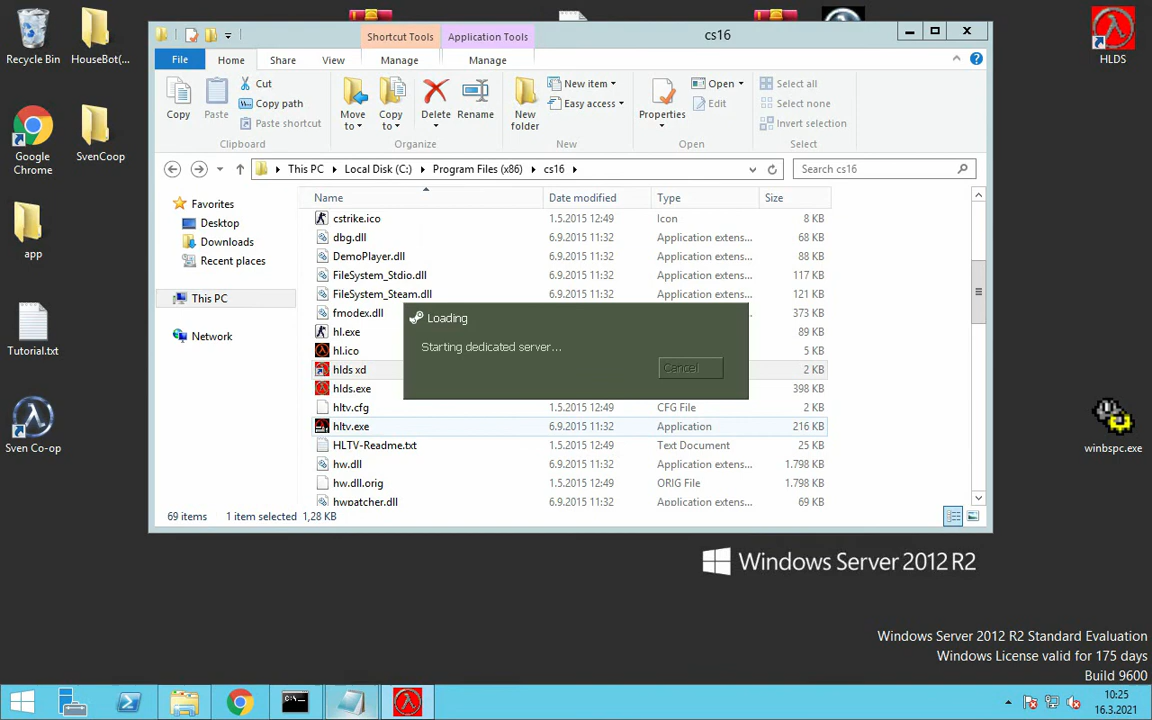 Recycle Bin
HouseBot(...
Google Chrome
SvenCoop
app
Tutorial.txt
Sven Co-op
HLDS
winbspc.exe
Shortcut Tools
Application Tools
cs16
File
Home
Share
View
Manage
Manage
Copy
Paste
Cut
Copy path
Paste shortcut
Clipboard
Move to
Copy to
Delete
Rename
Organize
New folder
New item
Easy access
New
Properties
Open
Edit
Open
Select all
Select none
Invert selection
Select
This PC
Local Disk (C:)
Program Files (x86)
cs16
Search cs16
Favorites
Desktop
Downloads
Recent places
This PC
Network
Name Date modified Type Size
cstrike.ico 1.5.2015 12:49 Icon 8 KB
dbg.dll 6.9.2015 11:32 Application extens... 68 KB
DemoPlayer.dll 6.9.2015 11:32 Application extens... 88 KB
FileSystem_Stdio.dll 6.9.2015 11:32 Application extens... 117 KB
FileSystem_Steam.dll 6.9.2015 11:32 Application extens... 121 KB
fmodex.dll 373 KB
hl.exe 89 KB
hl.ico 5 KB
hlds xd 2 KB
hlds.exe 398 KB
Loading
Starting dedicated server...
Cancel
hltv.cfg 1.5.2015 12:49 CFG File 2 KB
hltv.exe 6.9.2015 11:32 Application 216 KB
HLTV-Readme.txt 1.5.2015 12:49 Text Document 25 KB
hw.dll 6.9.2015 11:32 Application extens... 1.798 KB
hw.dll.orig 1.5.2015 12:49 ORIG File 1.798 KB
hwpatcher.dll 6.9.2015 11:32 Application extens... 69 KB
69 items 1 item selected 1,28 KB
Windows Server 2012 R2
Windows Server 2012 R2 Standard Evaluation
Windows License valid for 175 days
Build 9600
10:25
16.3.2021